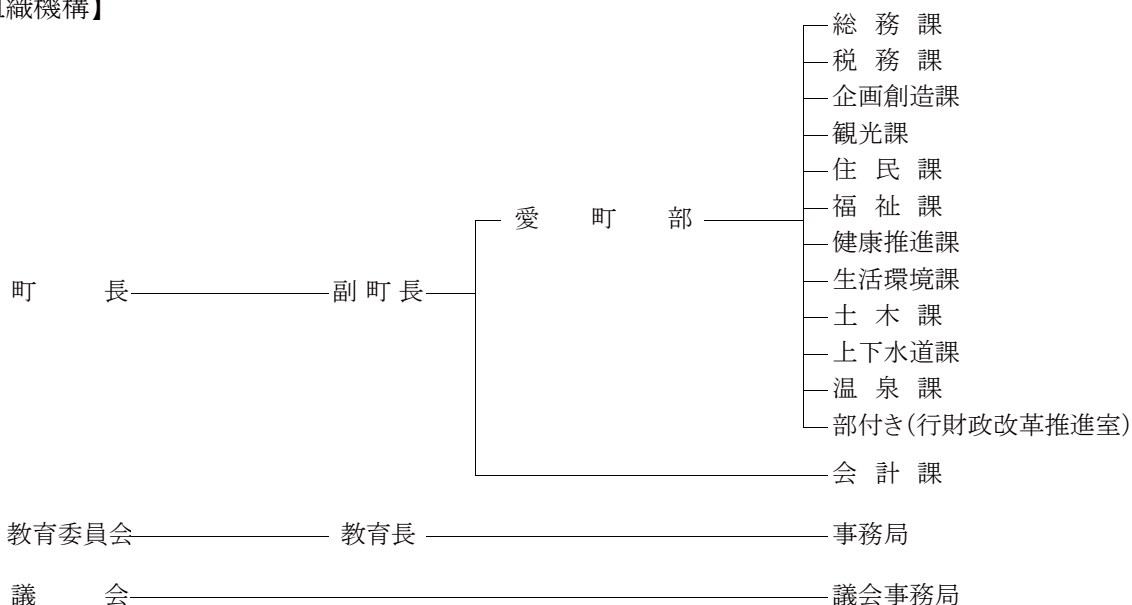 織機構】
総務課
税務課
企画創造課
観光課
住民課
福祉課
愛町部
健康推進課
生活環境課
町長 副町長
土木課
上下水道課
温泉課
部付き(行財政改革推進室)
会計課
教育委員会 教育長 事務局
議会 議会事務局